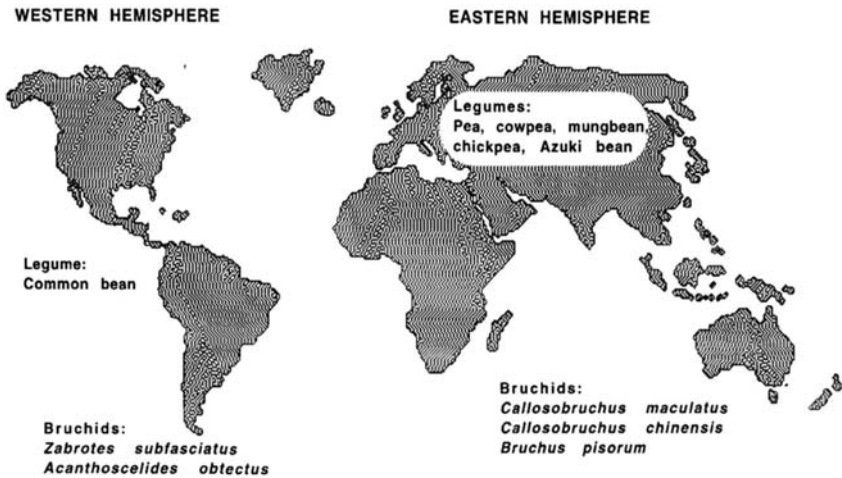 WESTERN HEMISPHERE
EASTERN HEMISPHERE
Legumes:
Pea, cowpea, mungbean,
chickpea, Azuki bean
Legume:
Common bean
Bruchids:
Zabrotes subfasciatus
Acanthoscelides obtectus
Bruchids:
Callosobruchus maculatus
Callosobruchus chinensis
Bruchus pisorum